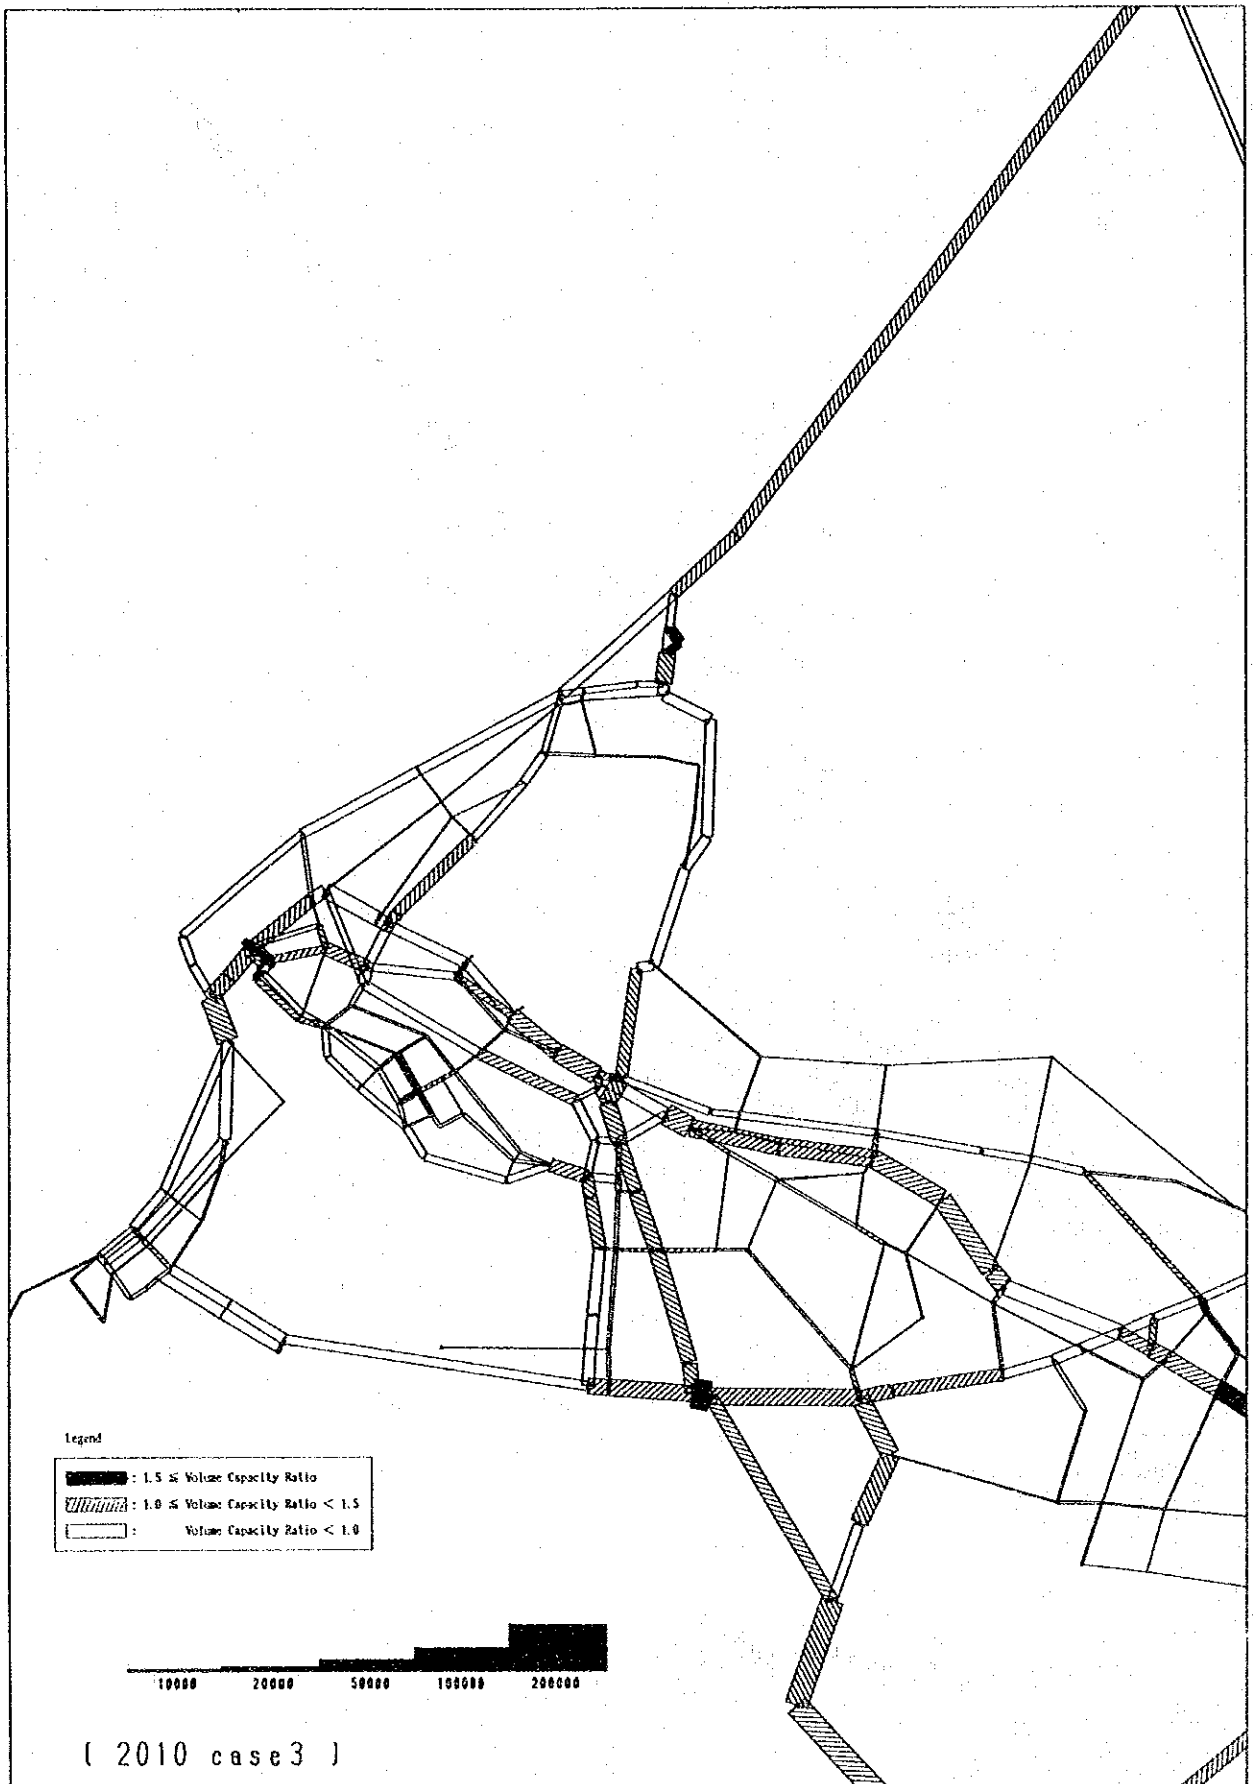 Legend
: 1.5 ≤ Volume Capacity Ratio
: 1.0 ≤ Volume Capacity Ratio < 1.5
: Volume Capacity Ratio < 1.0
10000 20000 50000 100000 200000
[ 2010 case3 ]